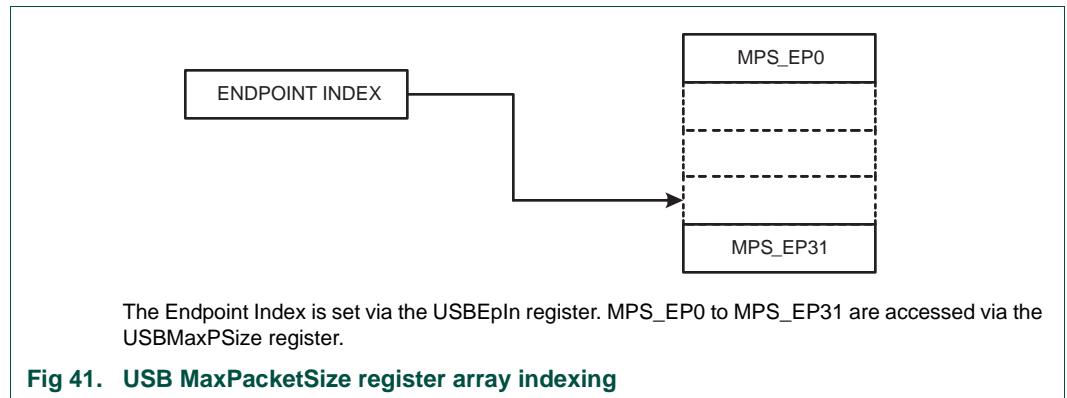 MPS_EP0
ENDPOINT INDEX
MPS_EP31
The Endpoint Index is set via the USBEpIn register. MPS_EP0 to MPS_EP31 are accessed via the
USBMaxPSize register.
Fig 41. USB MaxPacketSize register array indexing